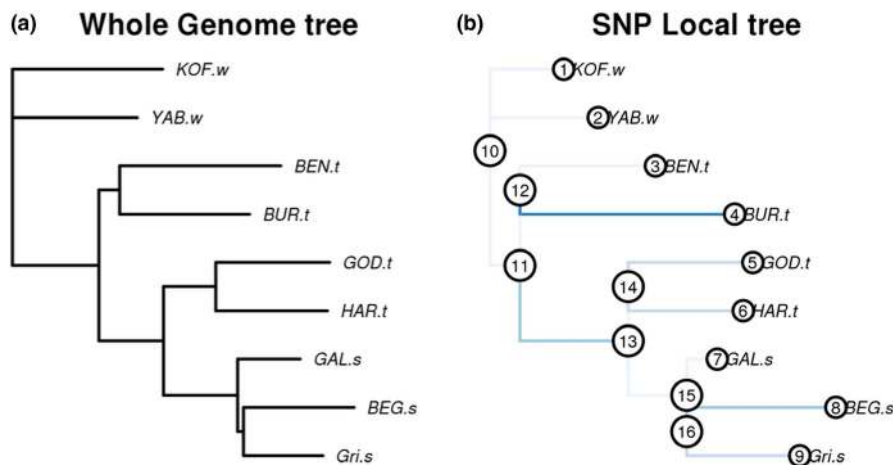 (a) Whole Genome tree
KOF.w
YAB.w
BEN.t
BUR.t
GOD.t
HAR.t
GAL.s
BEG.s
Gri.s
(b) SNP Local tree
1 KOF.w
2 YAB.w
10
3 BEN.t
12
4 BUR.t
11
5 GOD.t
14
6 HAR.t
13
7 GAL.s
15
8 BEG.s
16
9 Gri.s